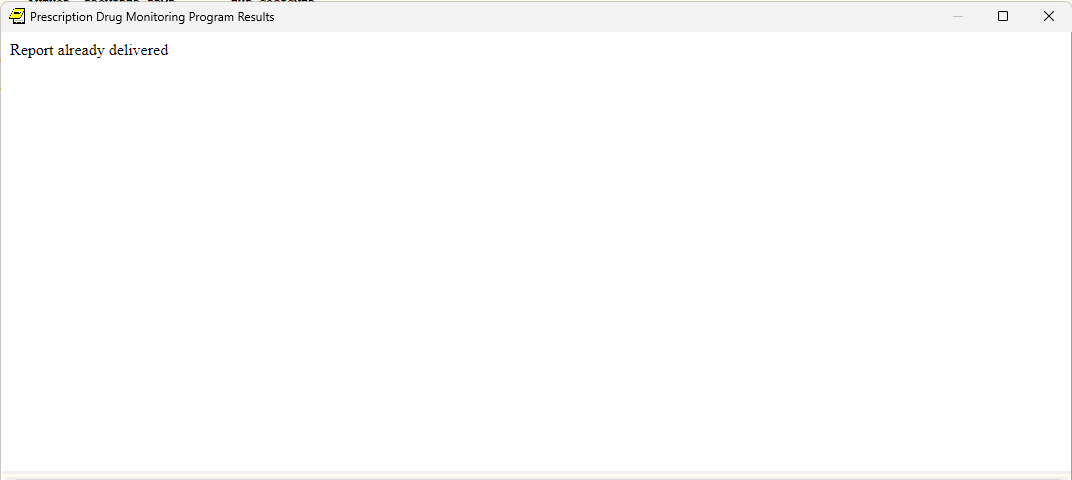 Prescription Drug Monitoring Program Results
Report already delivered